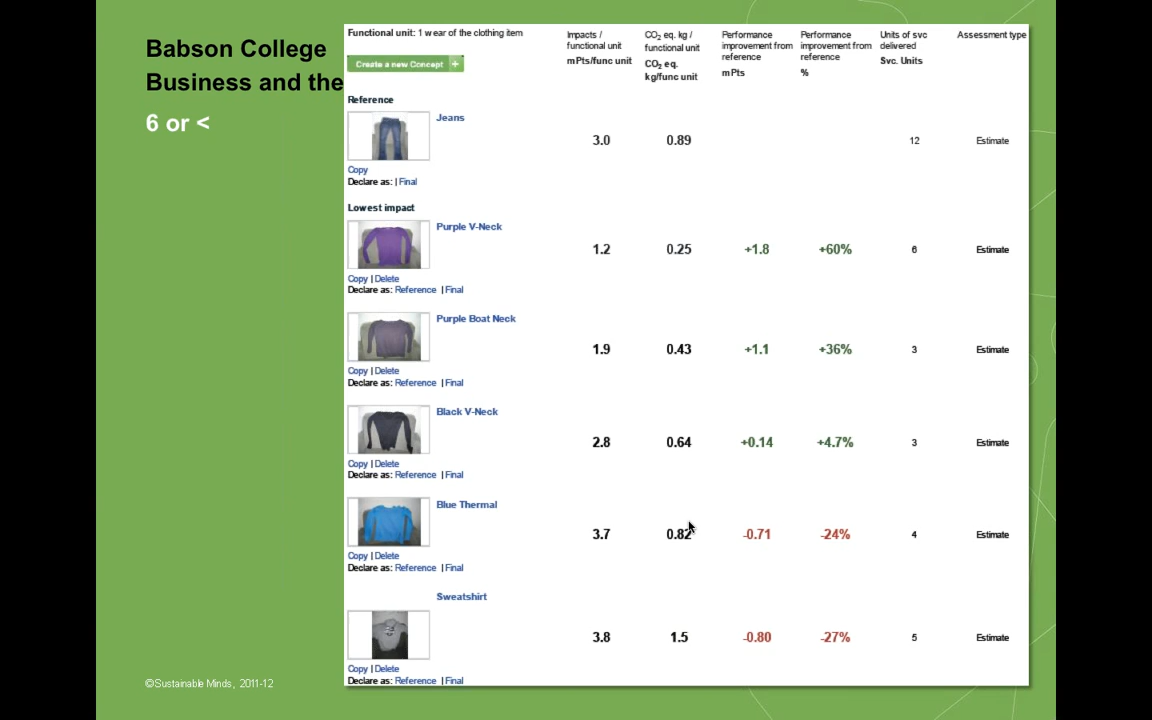 Babson College
Business and the
6 or <
Functional unit: 1 wear of the clothing item
Create a new Concept +
Impacts / functional unit
mPts/func unit
CO2 eq. kg / functional unit
CO2 eq. kg/func unit
Performance improvement from reference
mPts
Performance improvement from reference
%
Units of svc delivered
Svc. Units
Assessment type
Reference
Jeans
3.0 0.89 12 Estimate
Copy
Declare as: | Final
Lowest impact
Purple V-Neck
1.2 0.25 +1.8 +60% 6 Estimate
Copy | Delete
Declare as: Reference | Final
Purple Boat Neck
1.9 0.43 +1.1 +36% 3 Estimate
Copy | Delete
Declare as: Reference | Final
Black V-Neck
2.8 0.64 +0.14 +4.7% 3 Estimate
Copy | Delete
Declare as: Reference | Final
Blue Thermal
3.7 0.82 -0.71 -24% 4 Estimate
Copy | Delete
Declare as: Reference | Final
Sweatshirt
3.8 1.5 -0.80 -27% 5 Estimate
Copy | Delete
Declare as: Reference | Final
©Sustainable Minds, 2011-12